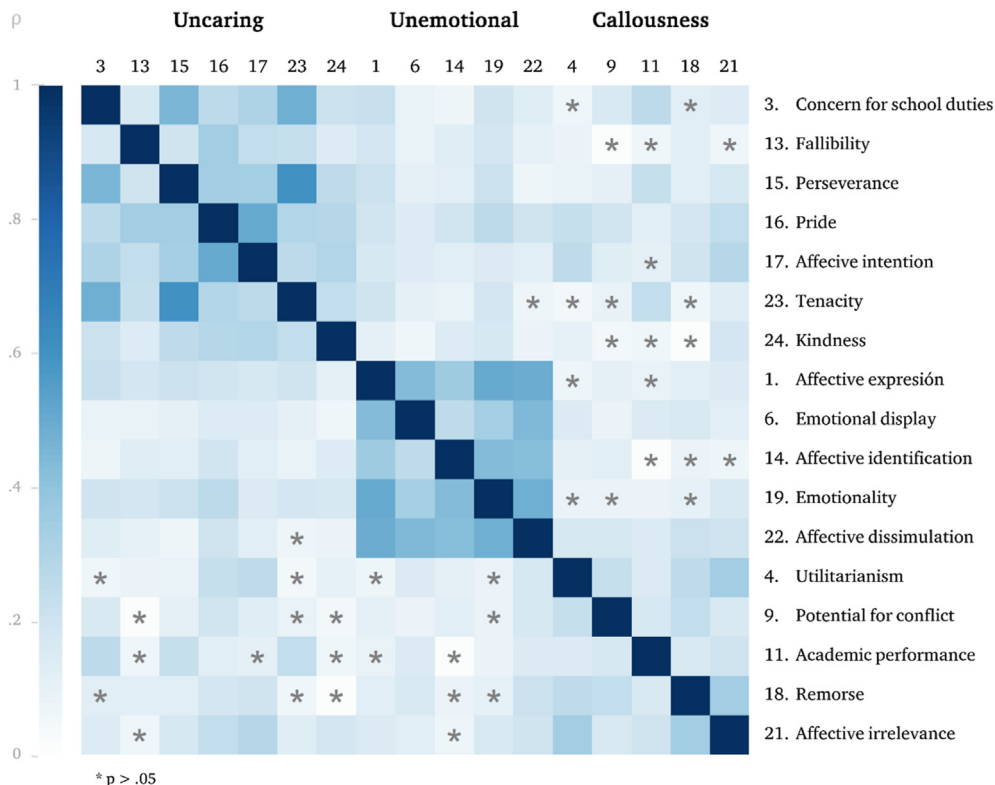 ρ Uncaring Unemotional Callousness
3 13 15 16 17 23 24 1 6 14 19 22 4 9 11 18 21
1 * * 3. Concern for school duties
* * * 13. Fallibility
15. Perseverance
.8 16. Pride
* 17. Affecive intention
* * * * 23. Tenacity
.6 * * * 24. Kindness
* * 1. Affective expresión
6. Emotional display
.4 * * * 14. Affective identification
* * * 19. Emotionality
* 22. Affective dissimulation
* * * * 4. Utilitarianism
.2 * * * * 9. Potential for conflict
* * * * * 11. Academic performance
* * * * * 18. Remorse
0 * * 21. Affective irrelevance
* p > .05